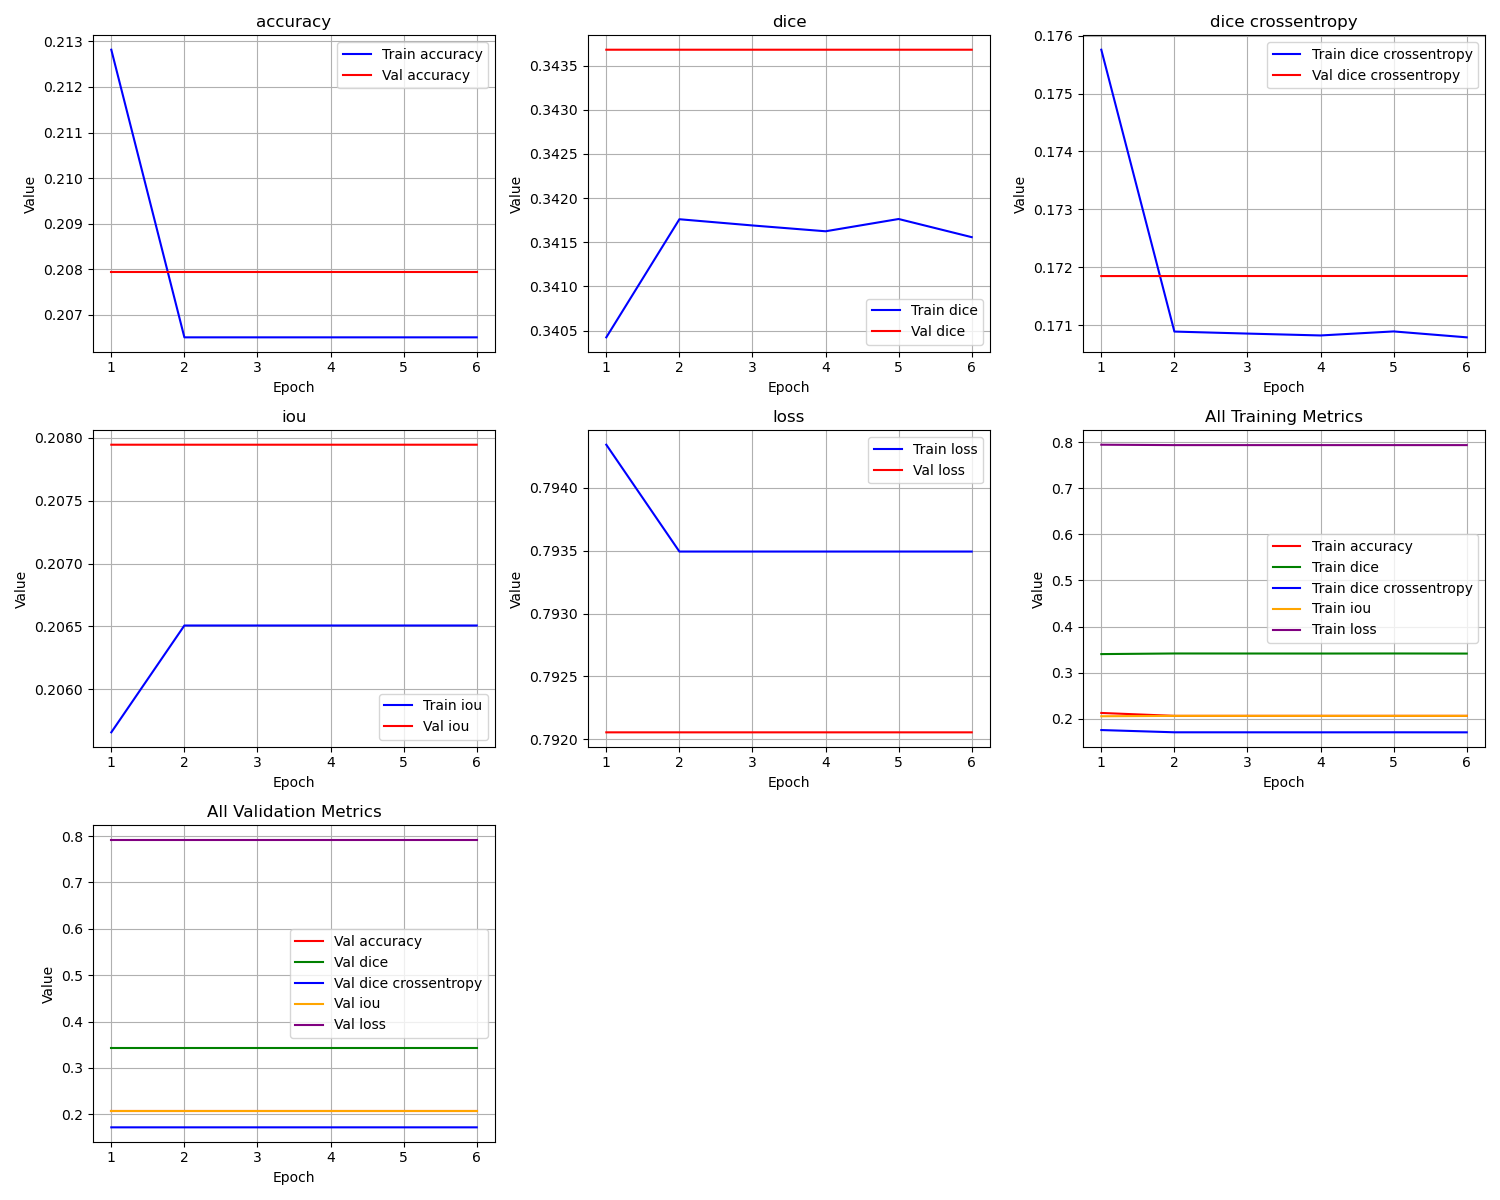 accuracy
0.213
0.212
0.211
0.210
0.209
0.208
0.207
Value
Train accuracy
Val accuracy
1 2 3 4 5 6
Epoch
dice
0.3435
0.3430
0.3425
0.3420
0.3415
0.3410
0.3405
Value
Train dice
Val dice
1 2 3 4 5 6
Epoch
dice crossentropy
0.176
0.175
0.174
0.173
0.172
0.171
Value
Train dice crossentropy
Val dice crossentropy
1 2 3 4 5 6
Epoch
iou
0.2080
0.2075
0.2070
0.2065
0.2060
Value
Train iou
Val iou
1 2 3 4 5 6
Epoch
loss
0.7940
0.7935
0.7930
0.7925
0.7920
Value
Train loss
Val loss
1 2 3 4 5 6
Epoch
All Training Metrics
0.8
0.7
0.6
0.5
0.4
0.3
0.2
Value
Train accuracy
Train dice
Train dice crossentropy
Train iou
Train loss
1 2 3 4 5 6
Epoch
All Validation Metrics
0.8
0.7
0.6
0.5
0.4
0.3
0.2
Value
Val accuracy
Val dice
Val dice crossentropy
Val iou
Val loss
1 2 3 4 5 6
Epoch